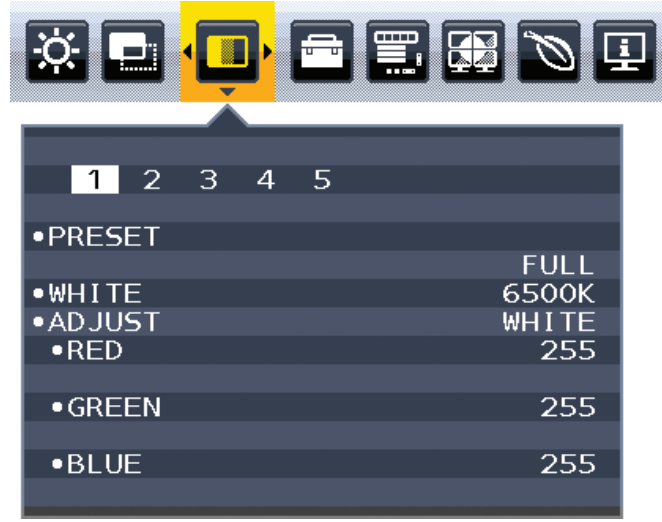 1 2 3 4 5
•PRESET
FULL
•WHITE 6500K
•ADJUST WHITE
•RED 255
•GREEN 255
•BLUE 255